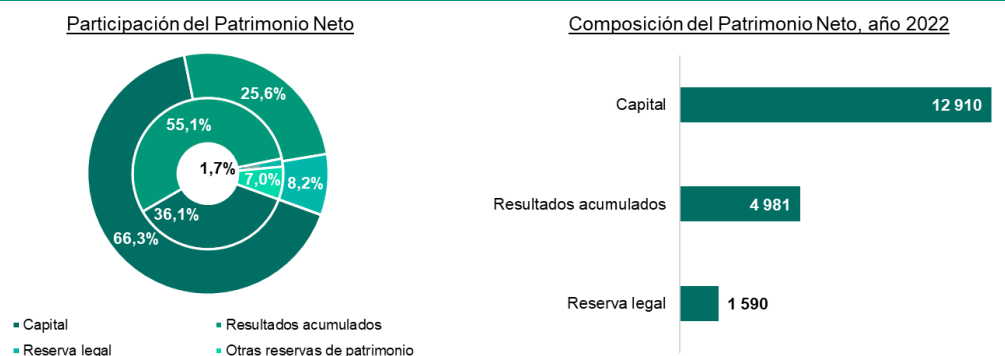 Participación del Patrimonio Neto
25,6%
55,1%
1,7%
7,0%
8,2%
36,1%
66,3%
Capital
Resultados acumulados
Reserva legal
Otras reservas de patrimonio
Composición del Patrimonio Neto, año 2022
Capital
12 910
Resultados acumulados
4 981
Reserva legal
1 590